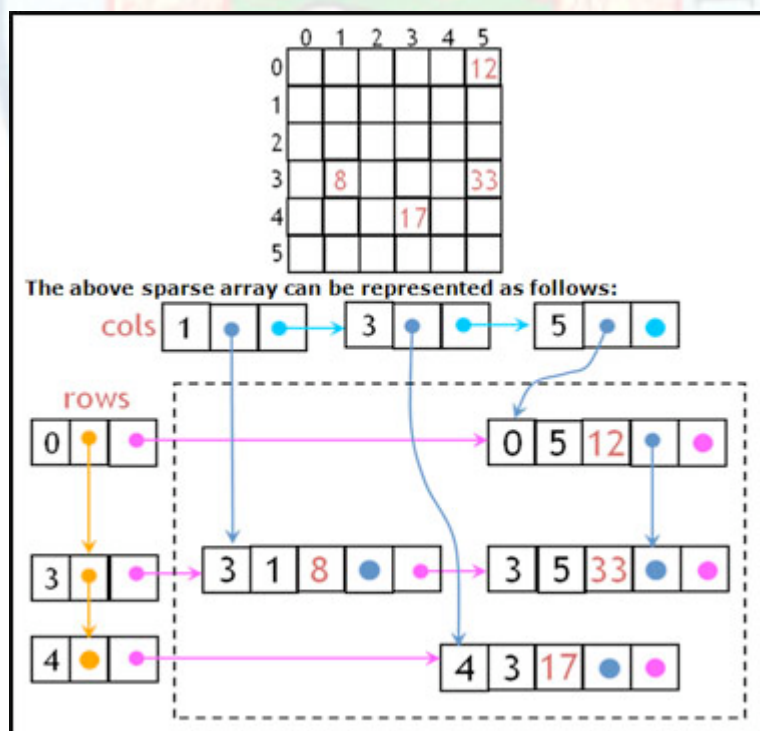 0 1 2 3 4 5
0 12
1
2
3 8 33
4 17
5
The above sparse array can be represented as follows:
cols 1 3 5
rows
0 0 5 12
3 3 1 8 3 5 33
4 4 3 17